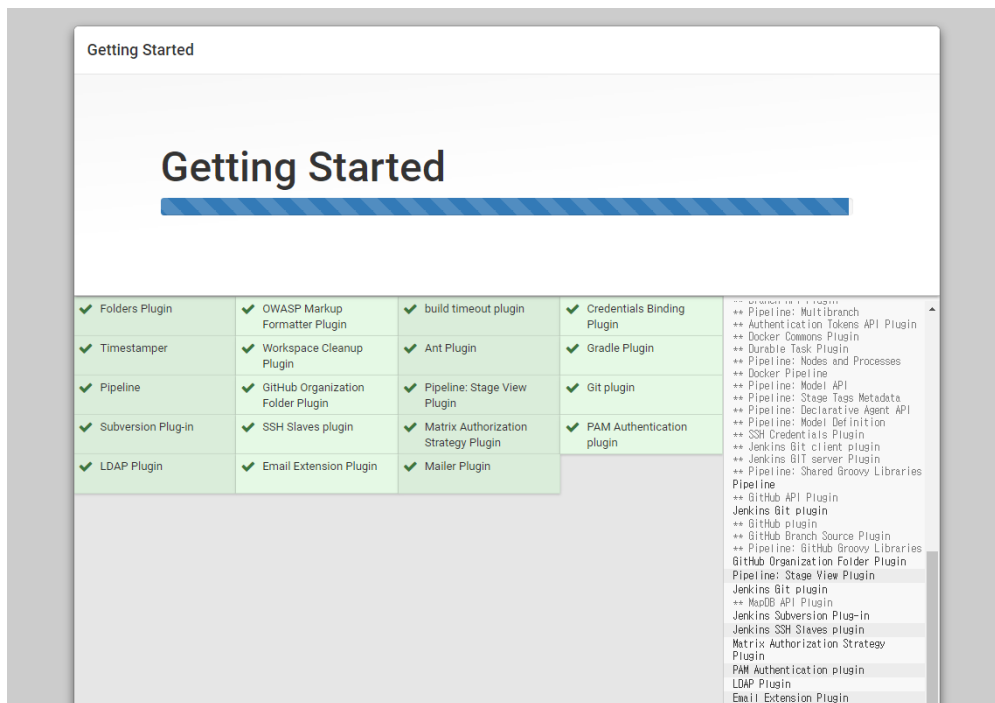 Getting Started
Getting Started
Folders Plugin
OWASP Markup
Formatter Plugin
build timeout plugin
Credentials Binding
Plugin
Timestamper
Workspace Cleanup
Plugin
Ant Plugin
Gradle Plugin
Pipeline
GitHub Organization
Folder Plugin
Pipeline: Stage View
Plugin
Git plugin
Subversion Plug-in
SSH Slaves plugin
Matrix Authorization
Strategy Plugin
PAM Authentication
plugin
LDAP Plugin
Email Extension Plugin
Mailer Plugin
** Branch API Plugin
** Pipeline: Multibranch
** Authentication Tokens API Plugin
** Docker Commons Plugin
** Durable Task Plugin
** Pipeline: Nodes and Processes
** Docker Pipeline
** Pipeline: Model API
** Pipeline: Stage Tags Metadata
** Pipeline: Declarative Agent API
** Pipeline: Model Definition
** SSH Credentials Plugin
** Jenkins Git client plugin
** Jenkins GIT server Plugin
** Pipeline: Shared Groovy Libraries
Pipeline
** GitHub API Plugin
Jenkins Git plugin
** GitHub plugin
** GitHub Branch Source Plugin
** Pipeline: GitHub Groovy Libraries
GitHub Organization Folder Plugin
Pipeline: Stage View Plugin
Jenkins Git plugin
** MapDB API Plugin
Jenkins Subversion Plug-in
Jenkins SSH Slaves plugin
Matrix Authorization Strategy
Plugin
PAM Authentication plugin
LDAP Plugin
Email Extension Plugin